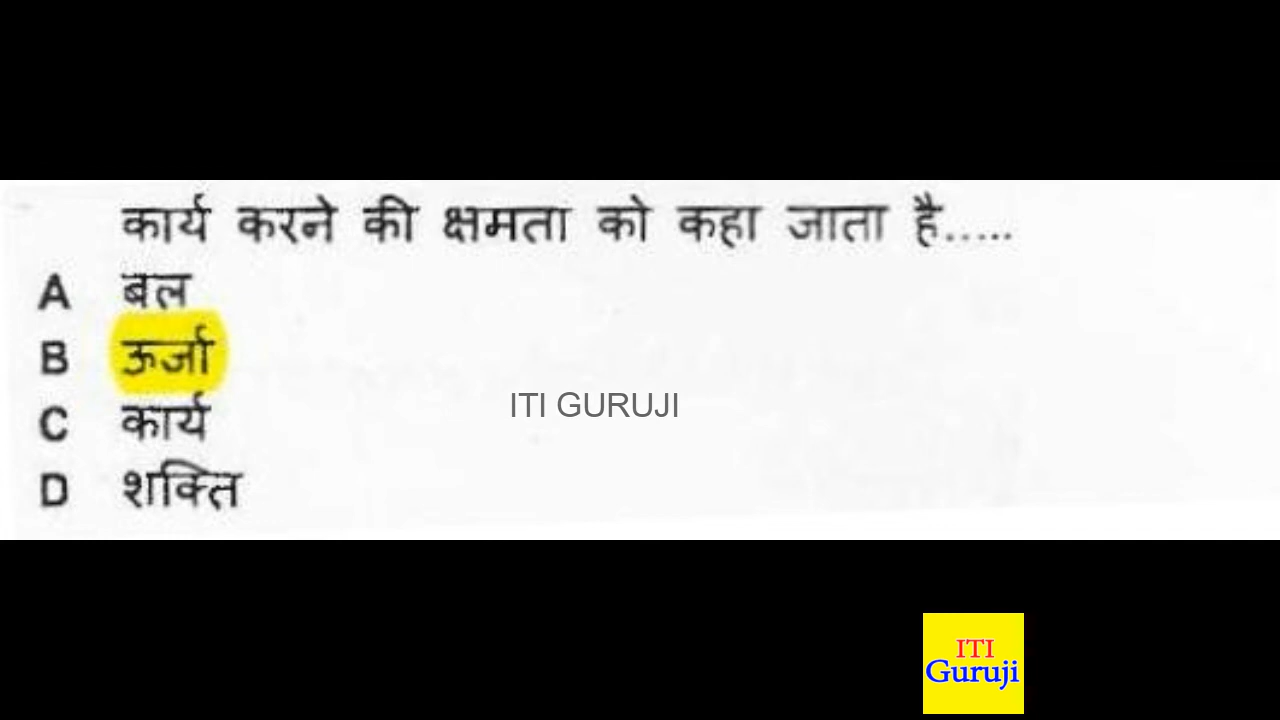 कार्य करने की क्षमता को कहा जाता है.....
A बल
B ऊर्जा
C कार्य
D शक्ति
ITI GURUJI
ITI
Guruji